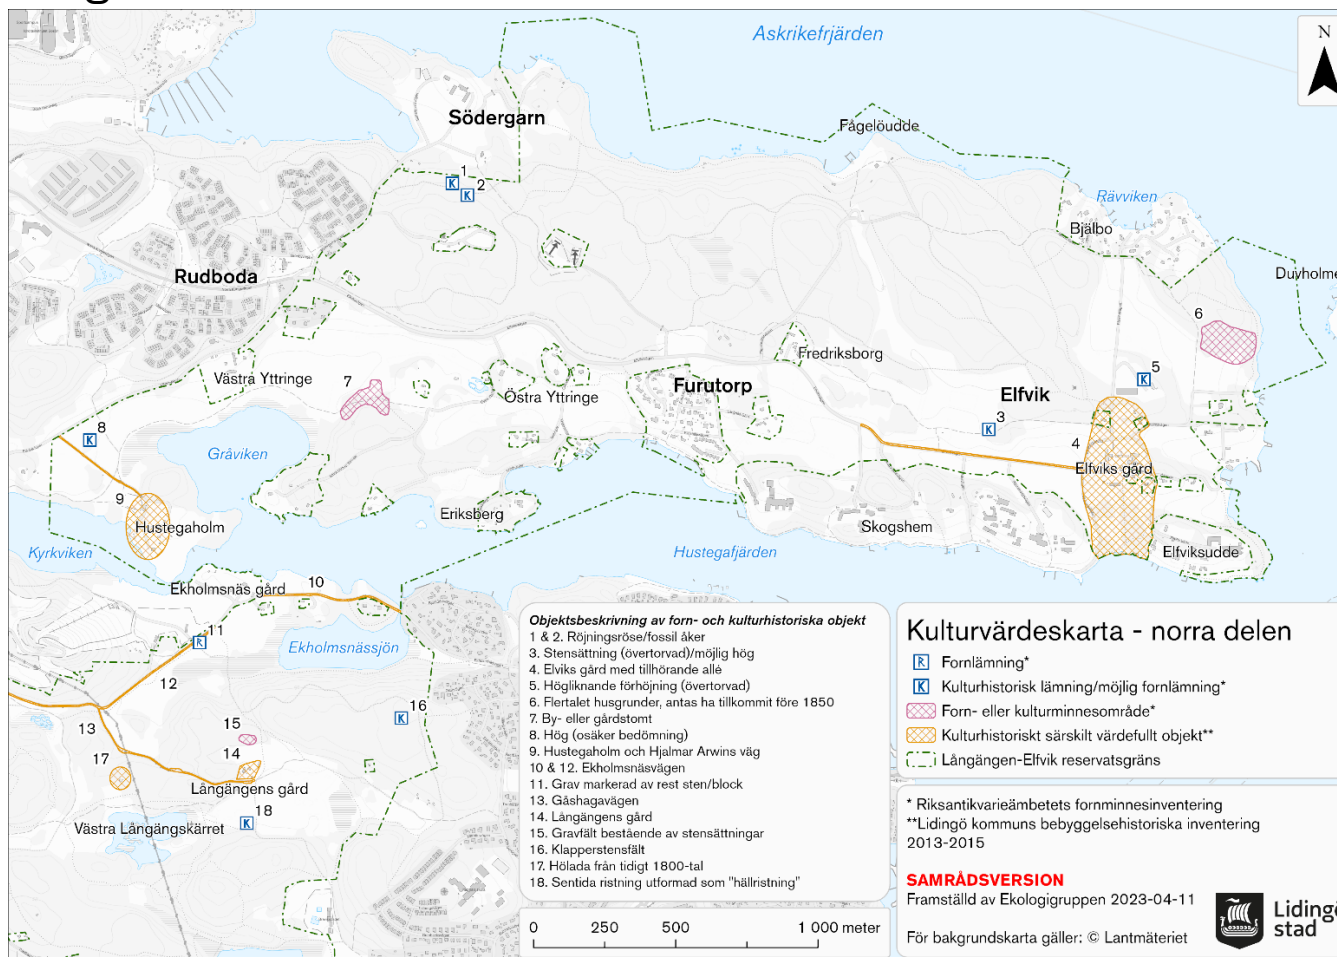 Askrikefjärden
N
Södergarn
Fågelöudde
1
2
Rävviken
Bjälbo
Rudboda
Duvholme
6
Fredriksborg
Västra Yttringe
7
Furutorp
5
Östra Yttringe
Elfvik
3
8
4
Gråviken
Elfviks gård
9
Eriksberg
Hustegaholm
Skogshem
Kyrkviken
Hustegafjärden
Elfviksudde
Ekholmsnäs gård
10
11
Ekholmsnässjön
12
16
13
15
14
17
Långängens gård
18
Västra Långängskärret
Objektsbeskrivning av forn- och kulturhistoriska objekt
1 & 2. Röjningsröse/fossil åker
3. Stensättning (övertorvad)/möjlig hög
4. Elviks gård med tillhörande allé
5. Högliknande förhöjning (övertorvad)
6. Flertalet husgrunder, antas ha tillkommit före 1850
7. By- eller gårdstomt
8. Hög (osäker bedömning)
9. Hustegaholm och Hjalmar Arwins väg
10 & 12. Ekholmsnäsvägen
11. Grav markerad av rest sten/block
13. Gåshagavägen
14. Långängens gård
15. Gravfält bestående av stensättningar
16. Klapperstensfält
17. Hölada från tidigt 1800-tal
18. Sentida ristning utformad som "hällristning"
0 250 500 1 000 meter
Kulturvärdeskarta - norra delen
R Fornlämning*
K Kulturhistorisk lämning/möjlig fornlämning*
Forn- eller kulturminnesområde*
Kulturhistoriskt särskilt värdefullt objekt**
Långängen-Elfvik reservatsgräns
* Riksantikvarieämbetets fornminnesinventering
**Lidingö kommuns bebyggelsehistoriska inventering
2013-2015
SAMRÅDSVERSION
Framställd av Ekologigruppen 2023-04-11
För bakgrundskarta gäller: © Lantmäteriet
Lidingö
stad